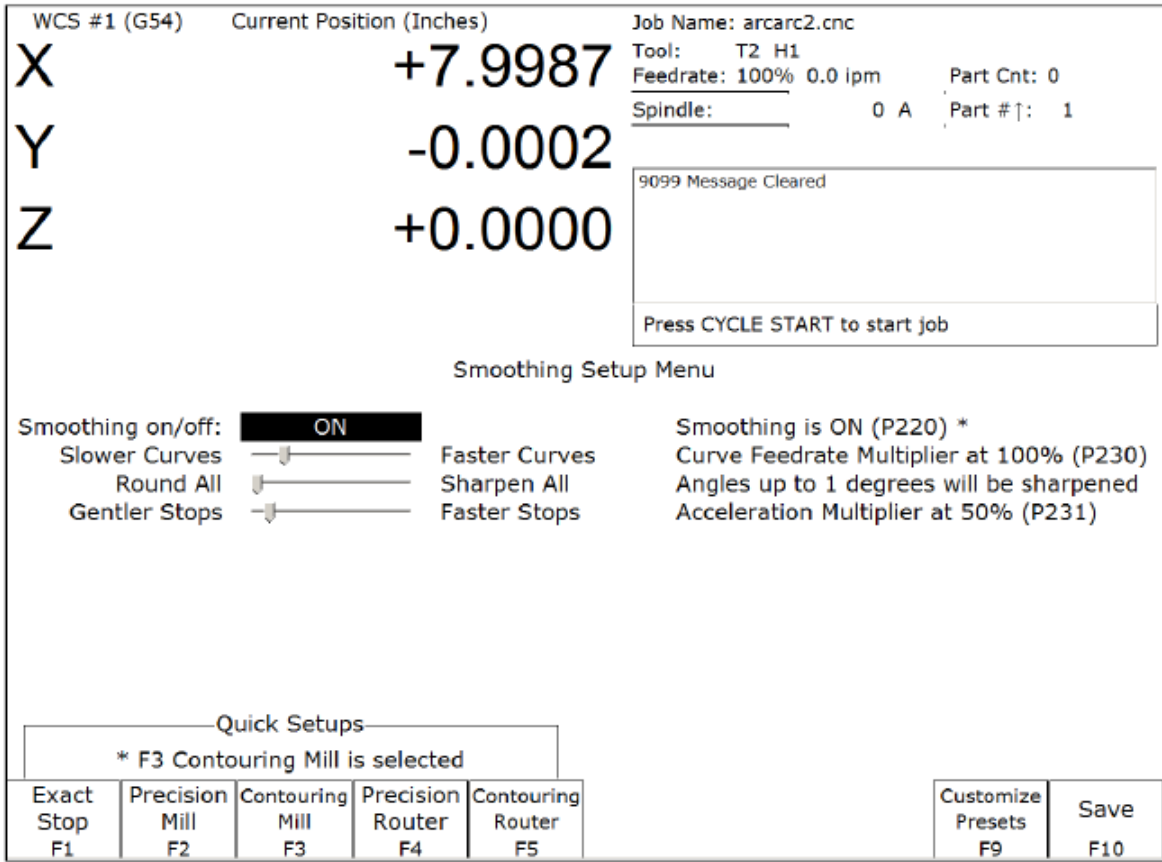 WCS #1 (G54) Current Position (Inches)
X +7.9987
Y -0.0002
Z +0.0000
Job Name: arcarc2.cnc
Tool: T2 H1
Feedrate: 100% 0.0 ipm Part Cnt: 0
Spindle: 0 A Part #↑: 1
9099 Message Cleared
Press CYCLE START to start job
Smoothing Setup Menu
Smoothing on/off: ON Smoothing is ON (P220) *
Slower Curves Faster Curves Curve Feedrate Multiplier at 100% (P230)
Round All Sharpen All Angles up to 1 degrees will be sharpened
Gentler Stops Faster Stops Acceleration Multiplier at 50% (P231)
Quick Setups
* F3 Contouring Mill is selected
Exact Stop F1
Precision Mill F2
Contouring Mill F3
Precision Router F4
Contouring Router F5
Customize Presets F9
Save F10